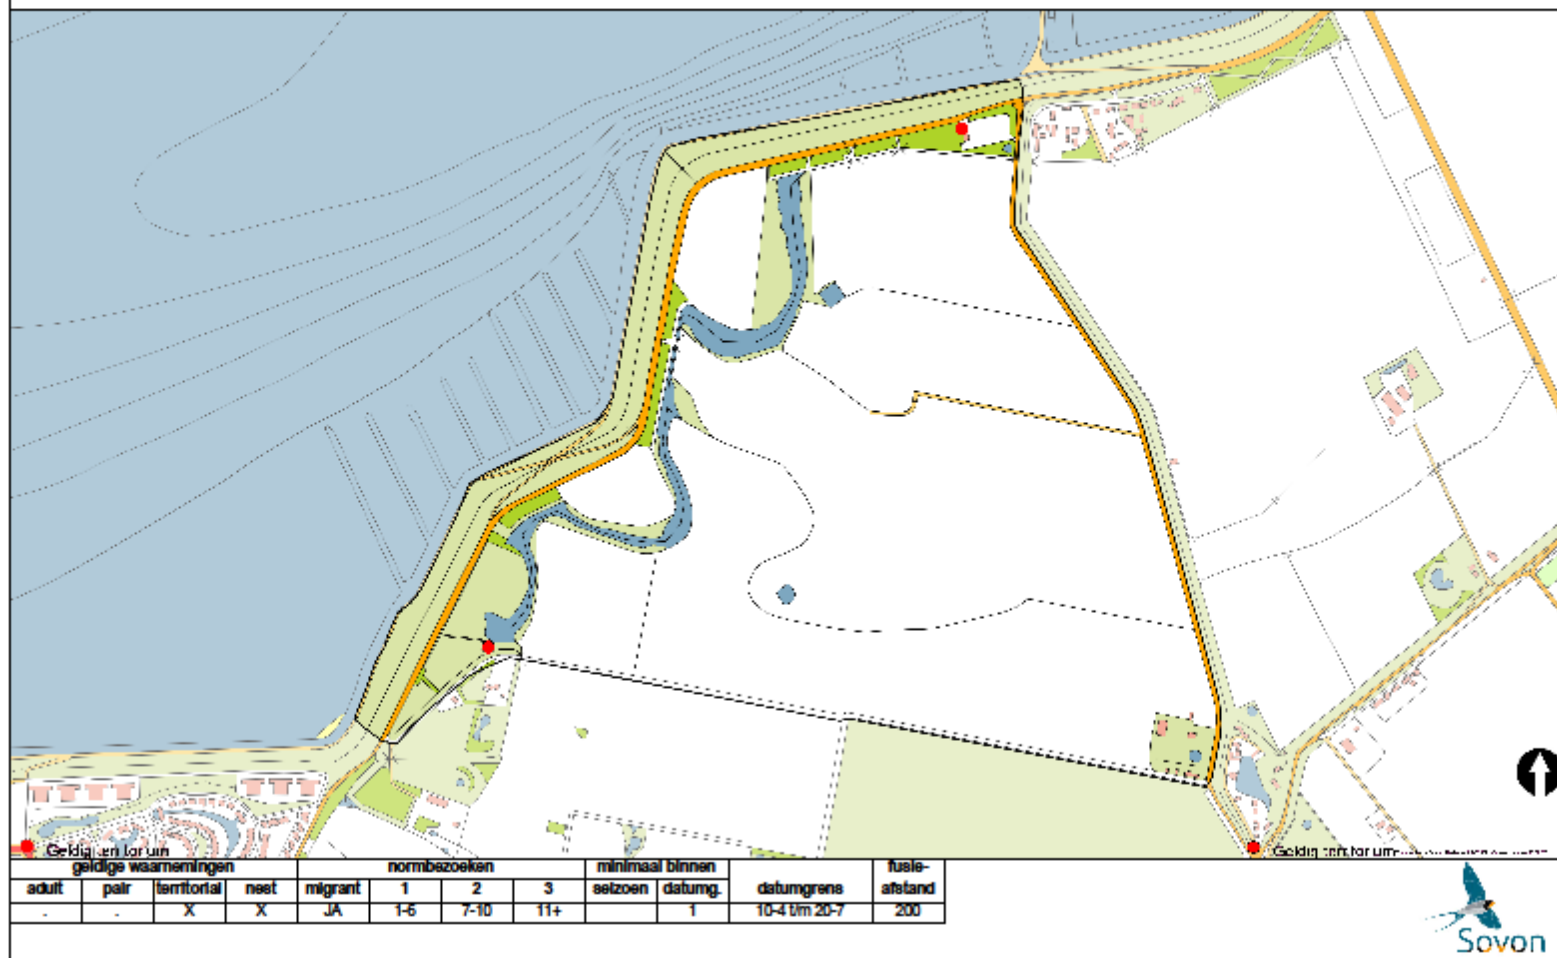 Geldig territorium
Geldig territorium
geldige waarnemingen normbezoeken minimaal binnen fusie-
adult pair territorial nest migrant 1 2 3 seizoen datumg. datumgrens afstand
. . X X JA 1-6 7-10 11+ 1 10-4 t/m 20-7 200
Sovon